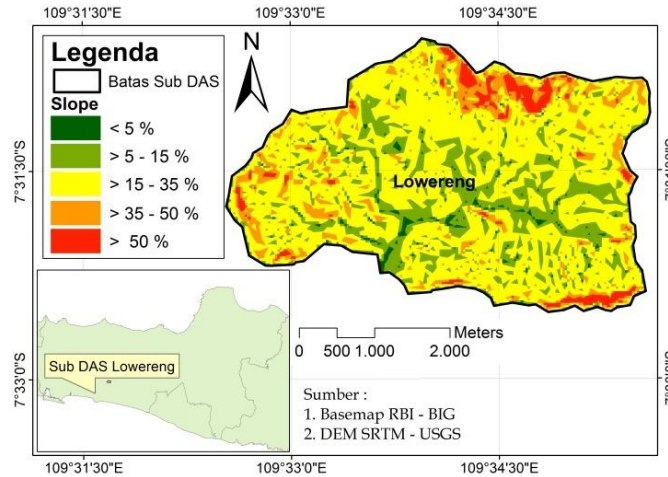 109°31'30"E
109°33'0"E
109°34'30"E
Legenda
Batas Sub DAS
Slope
< 5 %
> 5 - 15 %
> 15 - 35 %
> 35 - 50 %
> 50 %
N
Lowereng
7°31'30"S
7°33'0"S
Sub DAS Lowereng
Meters
0 500 1.000 2.000
Sumber :
1. Basemap RBI - BIG
2. DEM SRTM - USGS
109°31'30"E
109°33'0"E
109°34'30"E